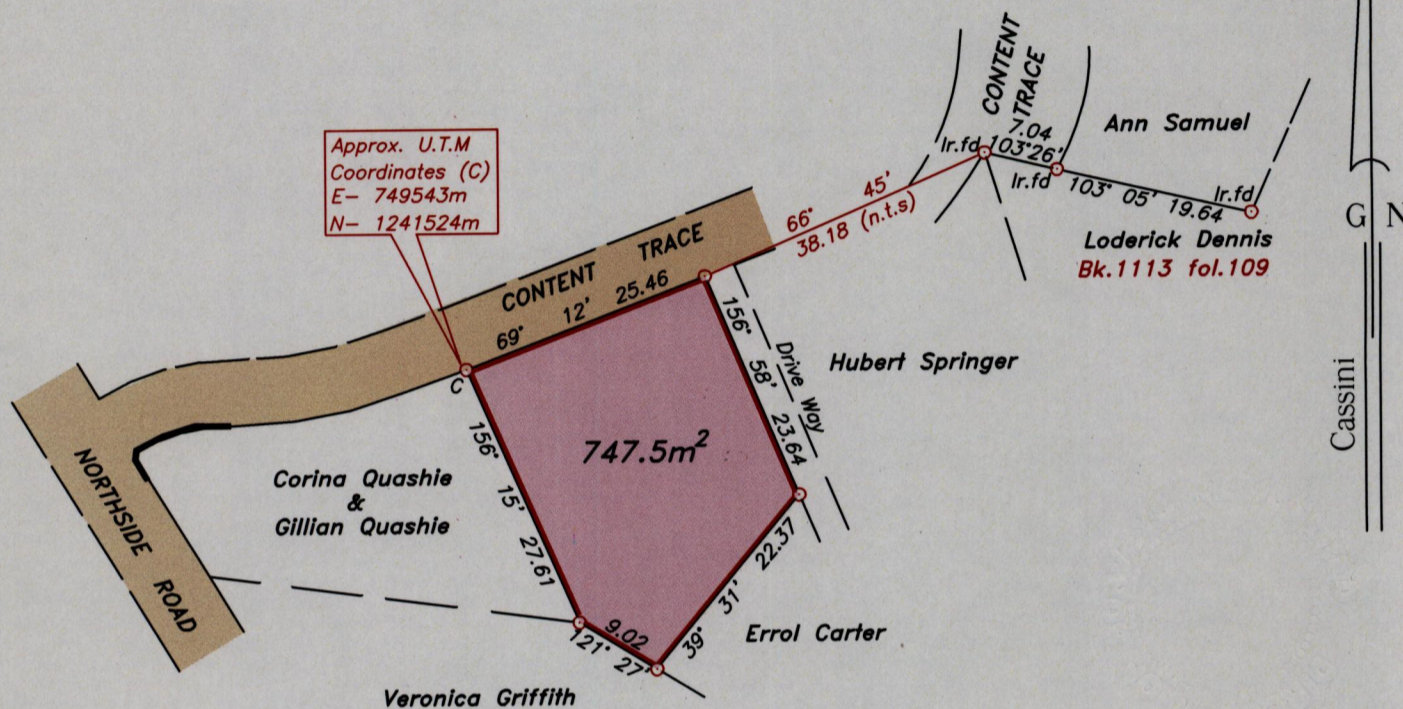 CONTENT
TRACE
7.04
Ir.fd 103°26'
Ir.fd
103° 05' 19.64
Ir.fd
Ann Samuel
Loderick Dennis
Bk.1113 fol.109
G N
Cassini
Approx. U.T.M
Coordinates (C)
E- 749543m
N- 1241524m
66° 45'
38.18 (n.t.s)
CONTENT TRACE
69° 12' 25.46
C
156° 58' 23.64
Drive Way
Hubert Springer
747.5m²
156° 15' 27.61
Corina Quashie
&
Gillian Quashie
NORTHSIDE ROAD
39° 31' 22.37
Errol Carter
9.02
121° 27'
Veronica Griffith